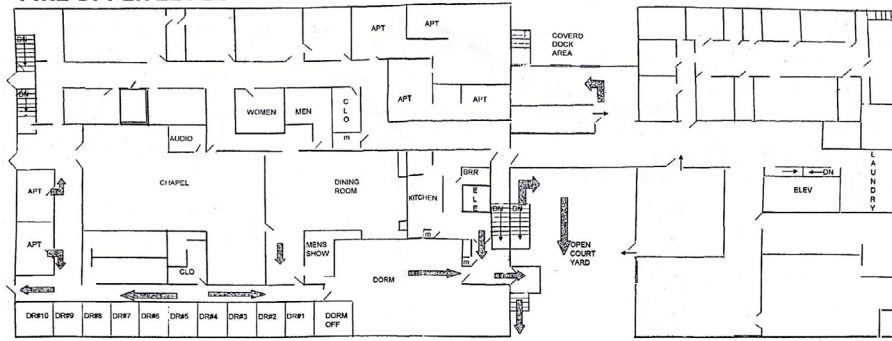 APT
APT
COVERD
DOCK
AREA
DN
DN
WOMEN
MEN
C
L
O
APT
APT
m
AUDIO
CHAPEL
DINING
ROOM
KITCHEN
BRR
E
L
E
DN
DN
DN
ELEV
L
A
U
N
D
R
Y
APT
APT
CLO
MENS
SHOW
m
m
DORM
OPEN
COURT
YARD
DR#10
DR#9
DR#8
DR#7
DR#6
DR#5
DR#4
DR#3
DR#2
DR#1
DORM
OFF